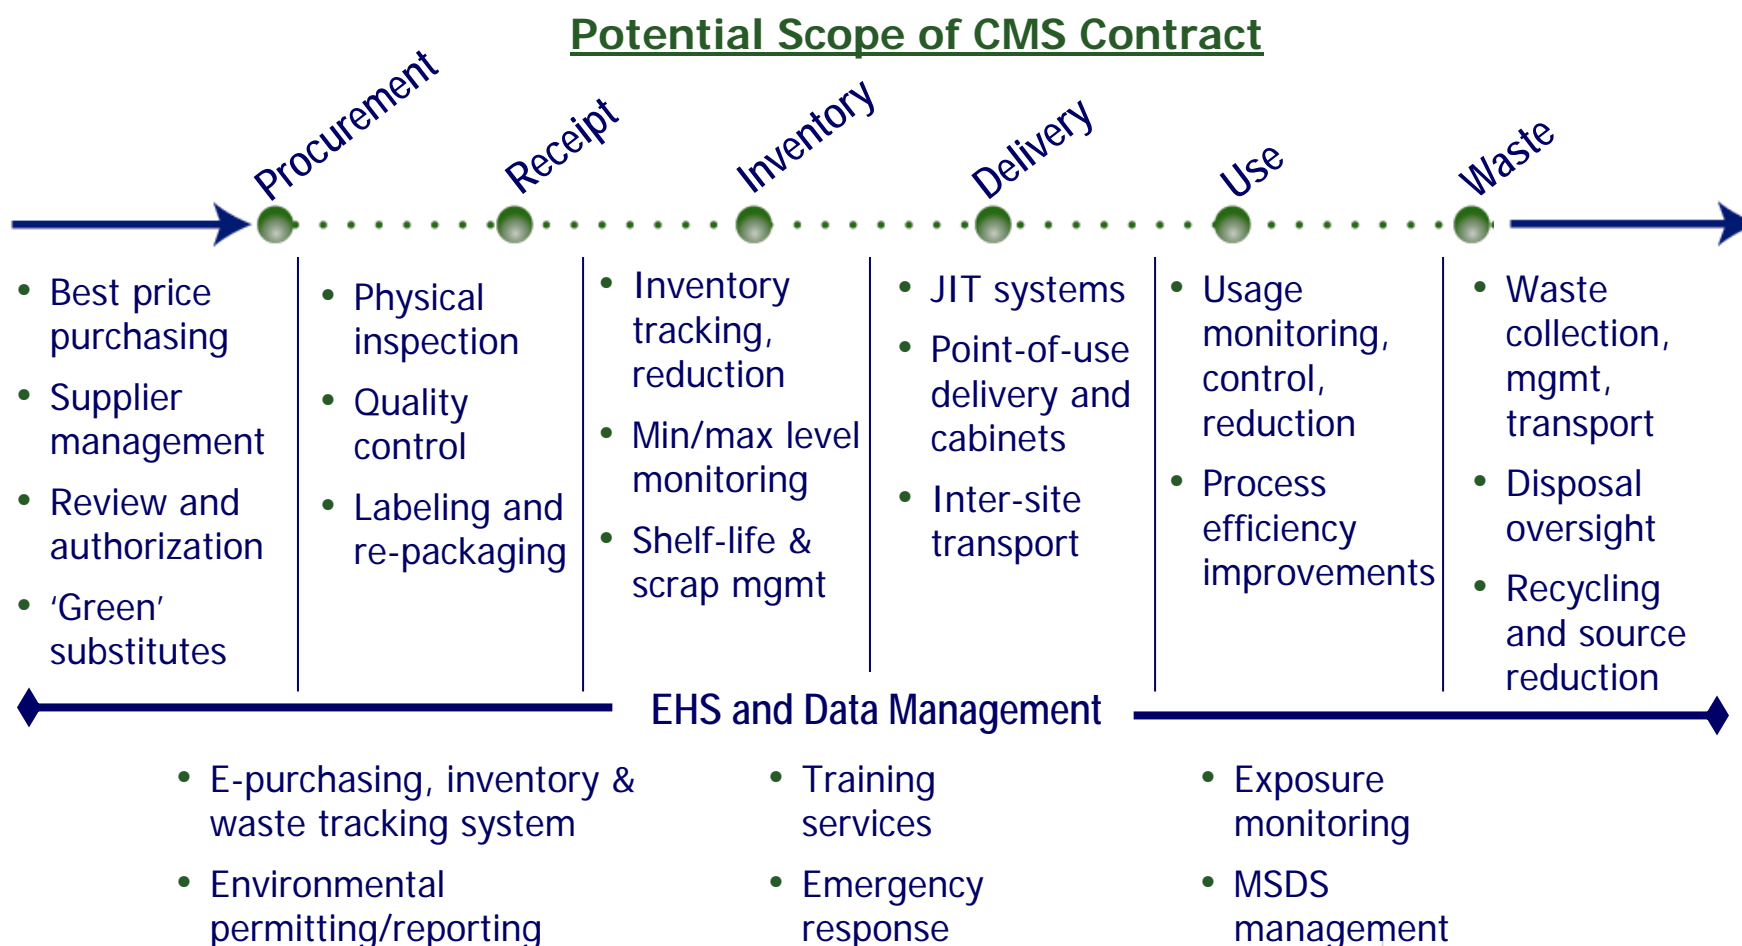 Potential Scope of CMS Contract
Procurement
Receipt
Inventory
Delivery
Use
Waste
• Best price
purchasing
• Supplier
management
• Review and
authorization
• ‘Green’
substitutes
• Physical
inspection
• Quality
control
• Labeling and
re-packaging
• Inventory
tracking,
reduction
• Min/max level
monitoring
• Shelf-life &
scrap mgmt
• JIT systems
• Point-of-use
delivery and
cabinets
• Inter-site
transport
• Usage
monitoring,
control,
reduction
• Process
efficiency
improvements
• Waste
collection,
mgmt,
transport
• Disposal
oversight
• Recycling
and source
reduction
EHS and Data Management
• E-purchasing, inventory &
waste tracking system
• Environmental
permitting/reporting
• Training
services
• Emergency
response
• Exposure
monitoring
• MSDS
management